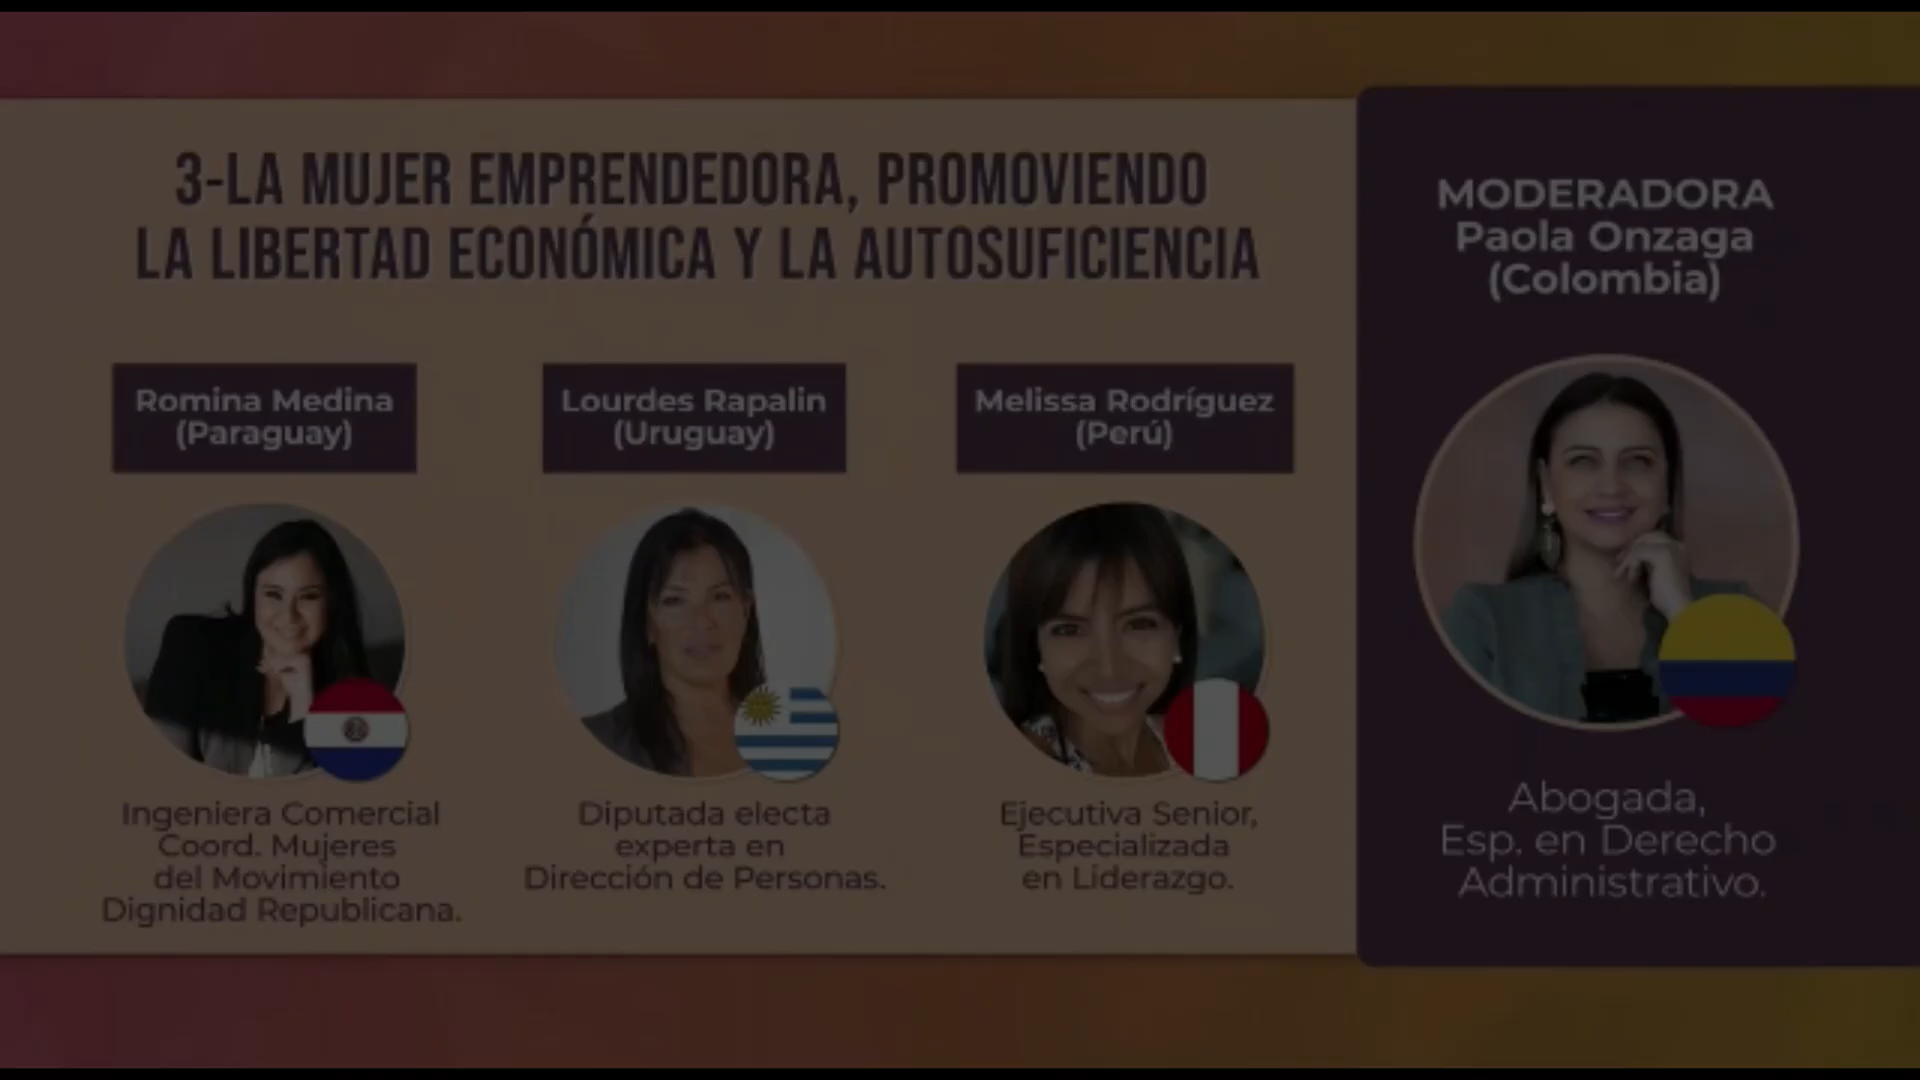 3-LA MUJER EMPRENDEDORA, PROMOVIENDO
LA LIBERTAD ECONÓMICA Y LA AUTOSUFICIENCIA
Romina Medina
(Paraguay)
Ingeniera Comercial
Coord. Mujeres
del Movimiento
Dignidad Republicana.
Lourdes Rapalin
(Uruguay)
Diputada electa
experta en
Dirección de Personas.
Melissa Rodríguez
(Perú)
Ejecutiva Senior,
Especializada
en Liderazgo.
MODERADORA
Paola Onzaga
(Colombia)
Abogada,
Esp. en Derecho
Administrativo.